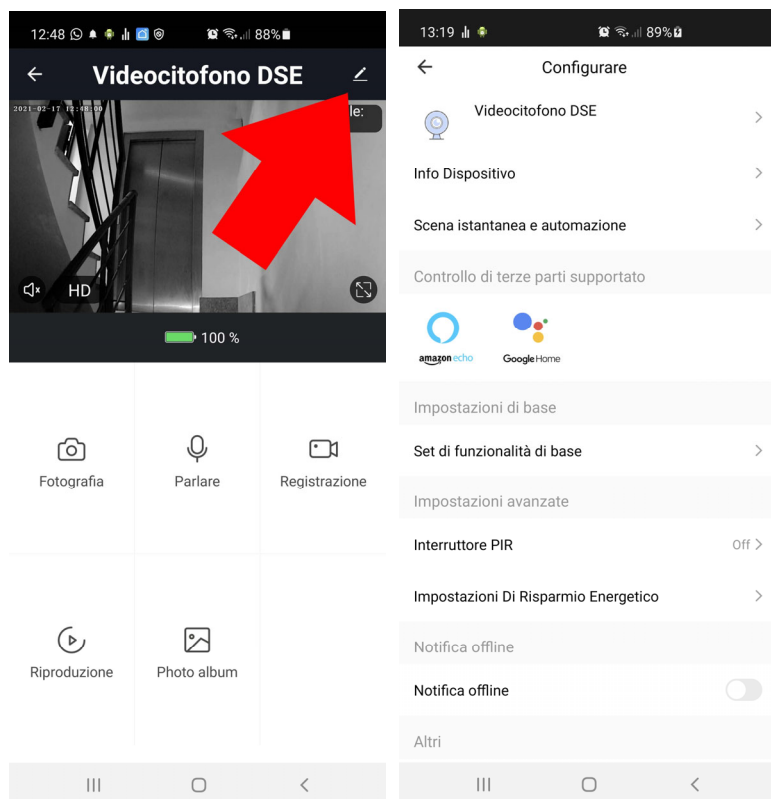 12:48 88%
Videocitofono DSE
2021-02-17 12:48:00
le:
HD
100 %
Fotografia
Parlare
Registrazione
Riproduzione
Photo album
13:19 89%
Configurare
Videocitofono DSE
Info Dispositivo
Scena istantanea e automazione
Controllo di terze parti supportato
amazon echo
Google Home
Impostazioni di base
Set di funzionalità di base
Impostazioni avanzate
Interruttore PIR Off
Impostazioni Di Risparmio Energetico
Notifica offline
Notifica offline
Altri